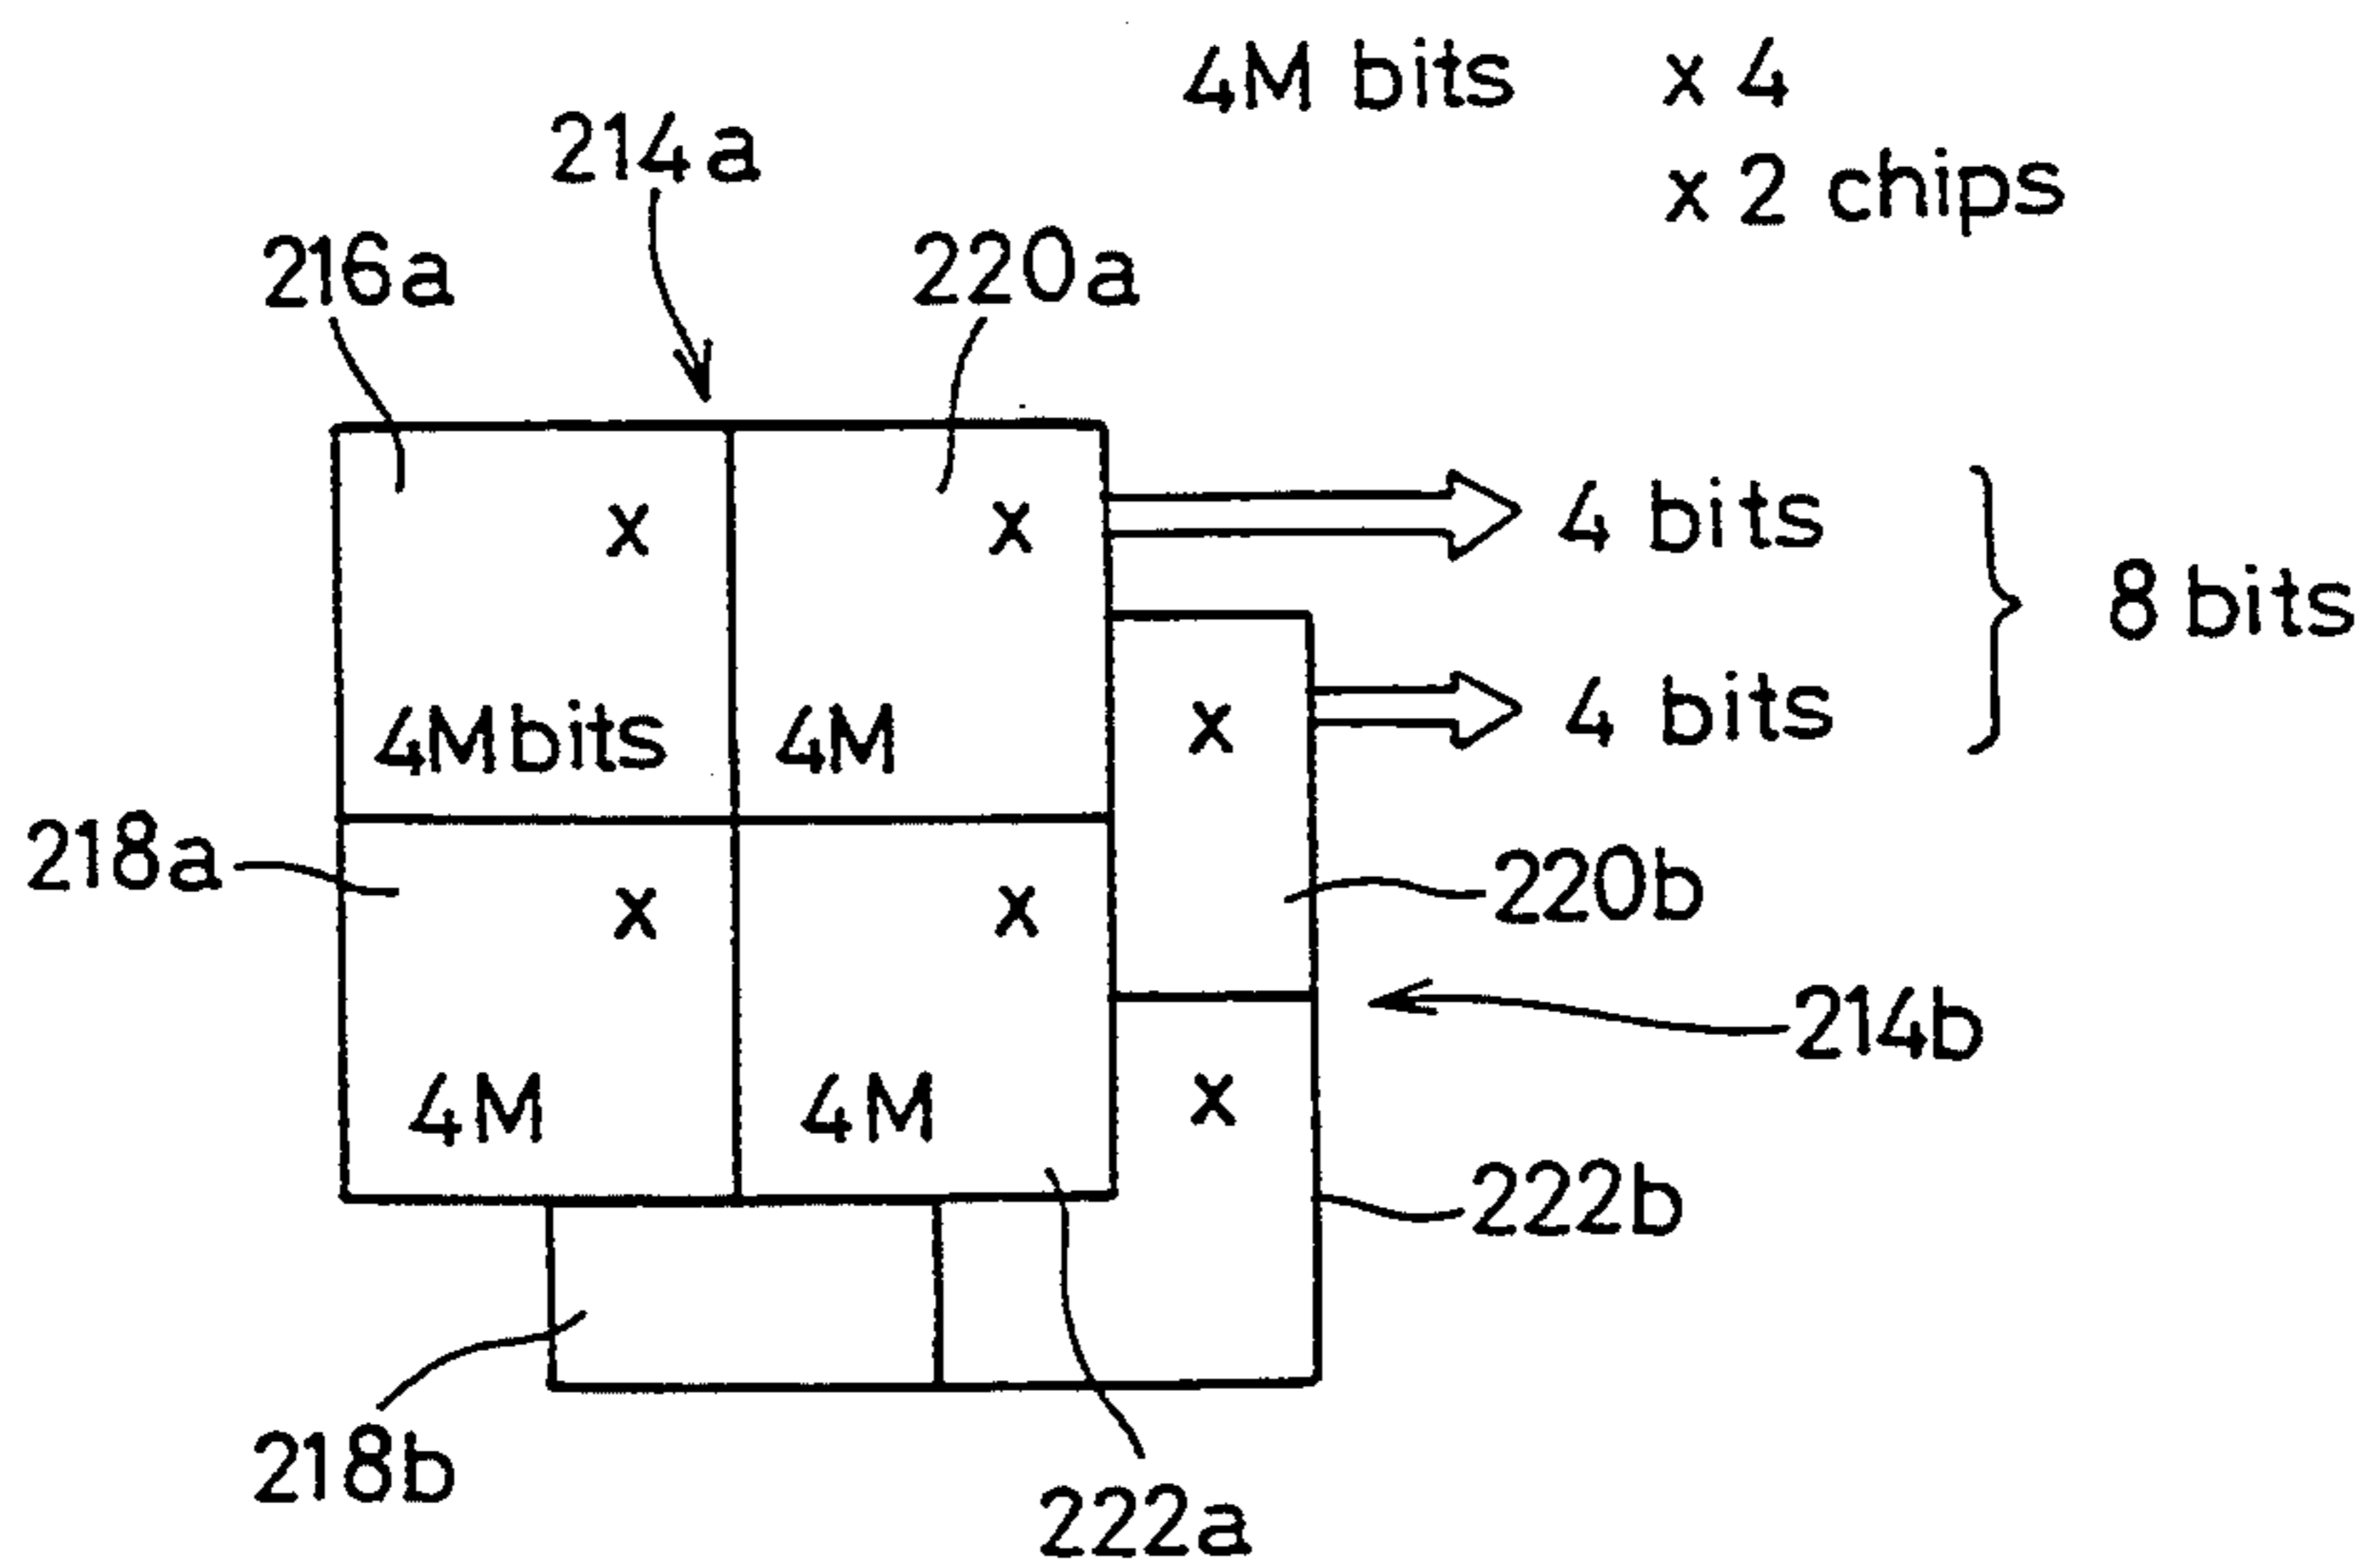 4M bits x 4
x 2 chips
214a
216a
220a
x
x
4 bits
8 bits
4Mbits
4M
x
4 bits
218a
x
x
220b
214b
4M
4M
x
222b
218b
222a